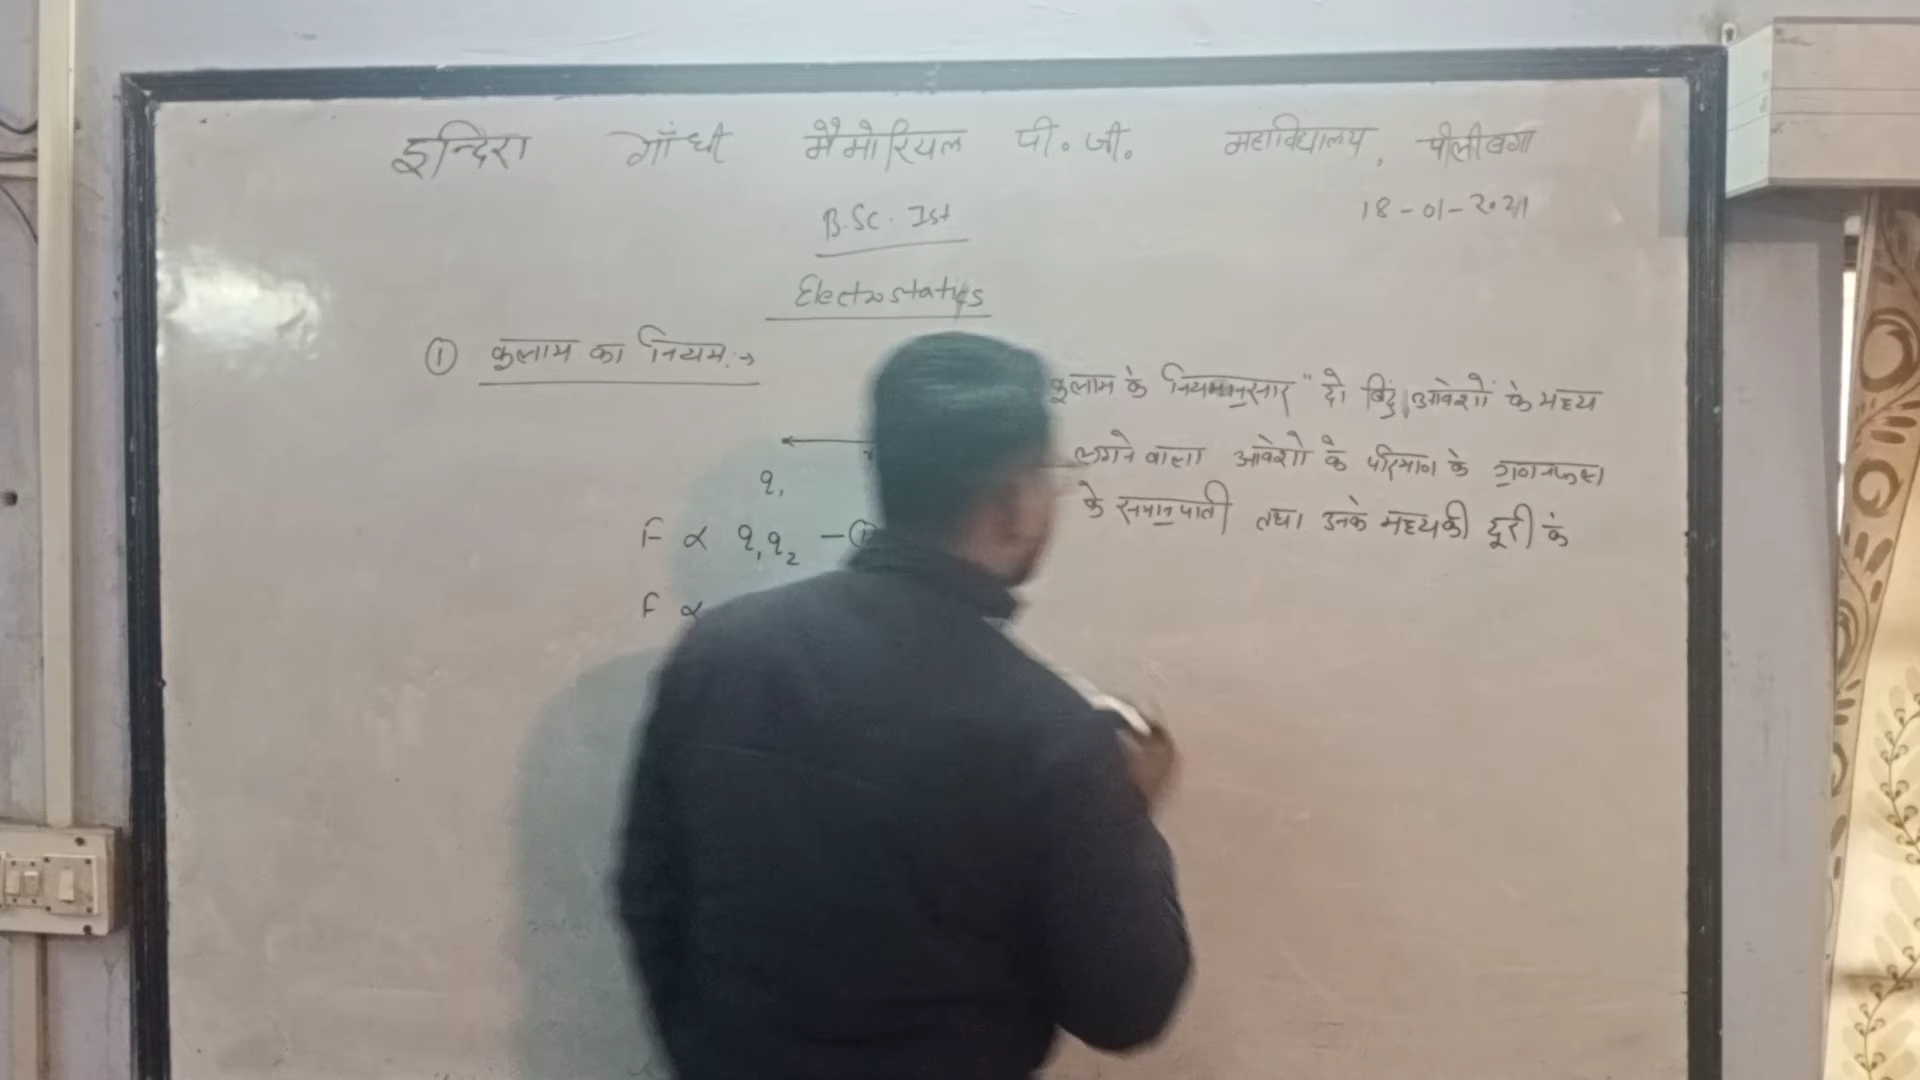 इन्दिरा गाँधी मैमोरियल पी. जी. महाविद्यालय, पीलीबंगा
18-01-2021
B.Sc. Ist
Electrostatics
① कुलाम का नियम :→
कुलाम के नियमानुसार " दो बिंदु आवेशों के मध्य
लगने वाला आवेशों के परिमाण के गुणनफल
के समानुपाती तथा उनके मध्य की दूरी के
q₁
F ∝ q₁q₂ —①
F ∝